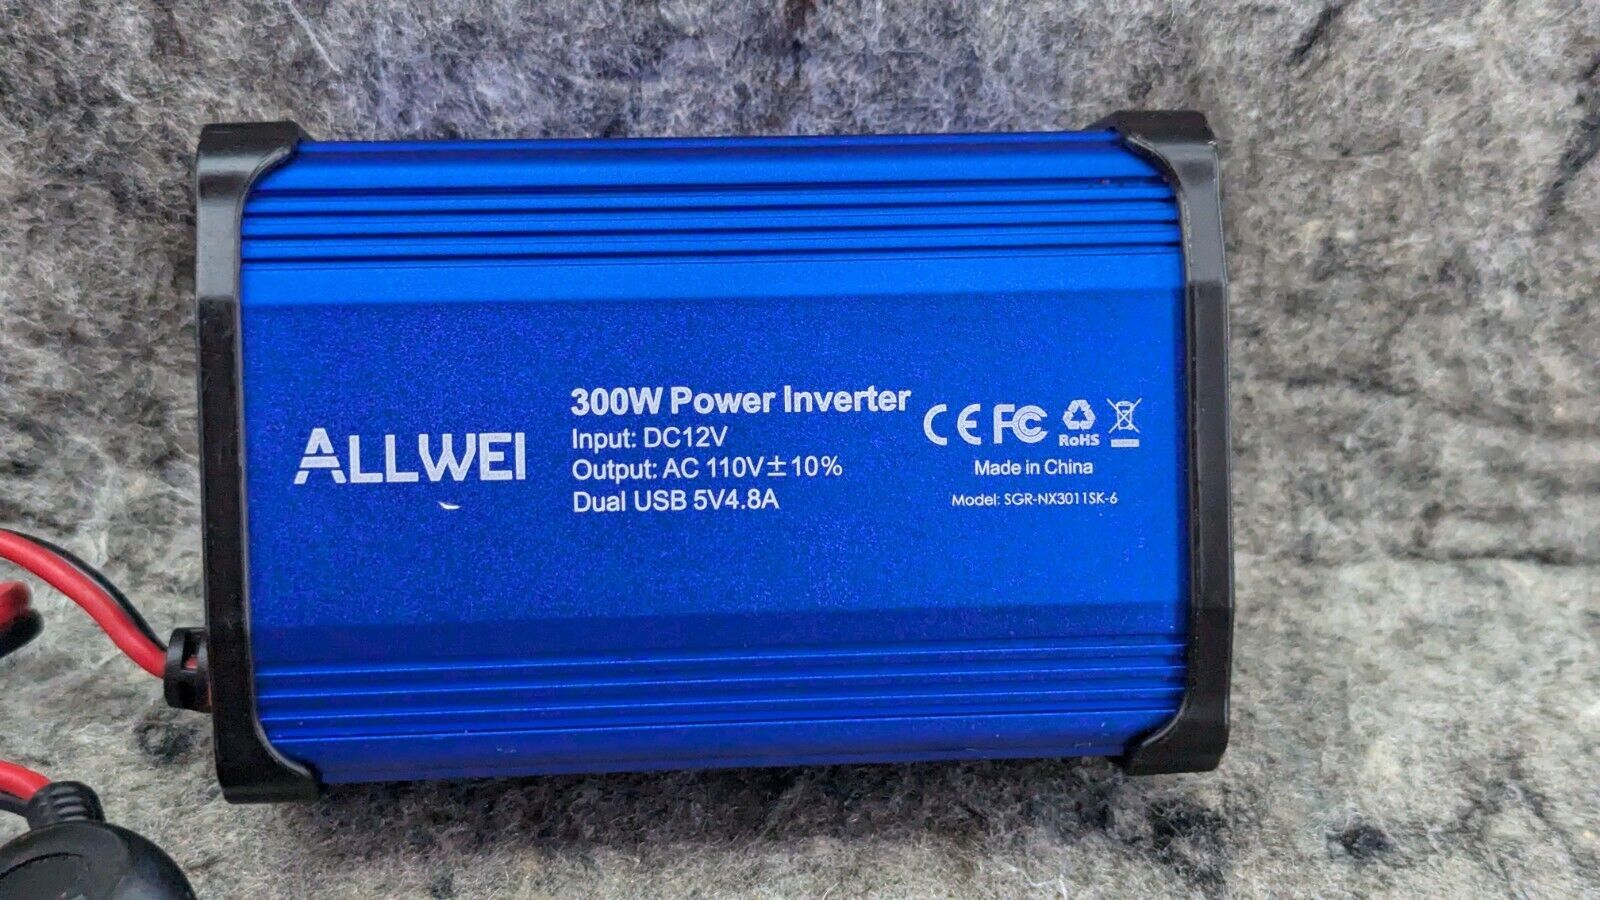 ALLWEI
300W Power Inverter
Input: DC12V
Output: AC 110V±10%
Dual USB 5V4.8A
CE FC
RoHS
Made in China
Model: SGR-NX3011SK-6